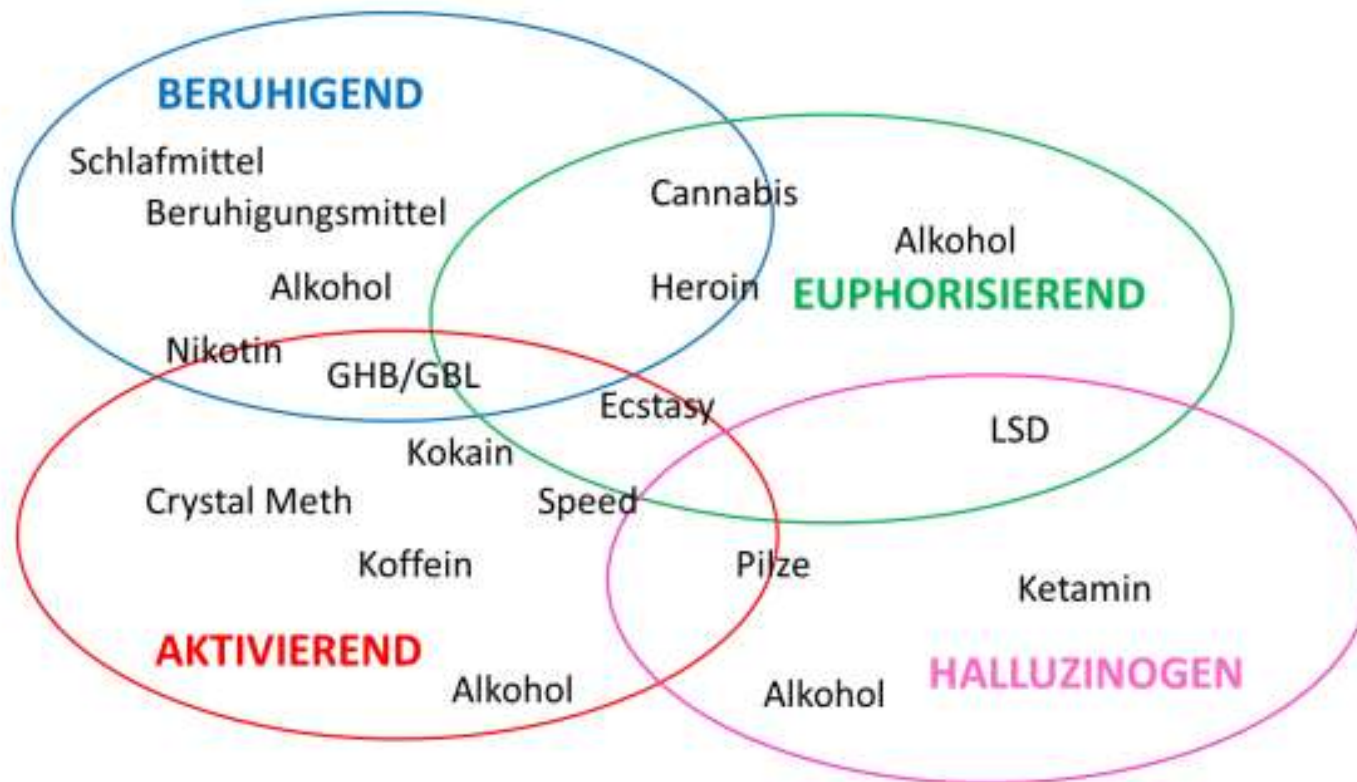 BERUHIGEND
Schlafmittel
Cannabis
Beruhigungsmittel
Alkohol
Alkohol
Heroin
EUPHORISIEREND
Nikotin
GHB/GBL
Ecstasy
LSD
Kokain
Crystal Meth
Speed
Koffein
Pilze
Ketamin
AKTIVIEREND
Alkohol
Alkohol
HALLUZINOGEN